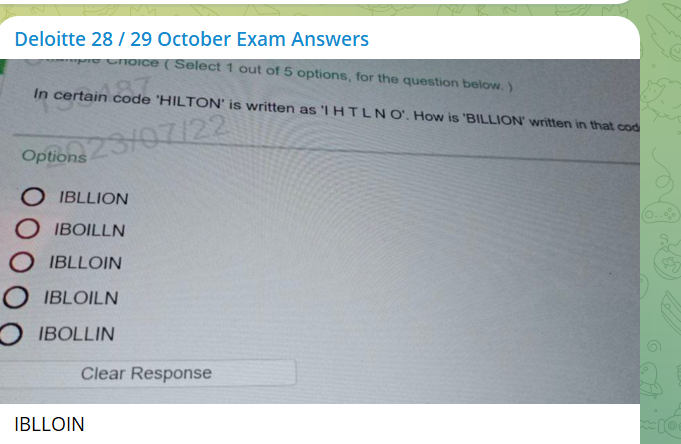 Deloitte 28 / 29 October Exam Answers
Choice ( Select 1 out of 5 options, for the question below. )
In certain code 'HILTON' is written as 'I H T L N O'. How is 'BILLION' written in that cod
2023/07/22
Options
IBLLION
IBOILLN
IBLLOIN
IBLOILN
IBOLLIN
Clear Response
IBLLOIN